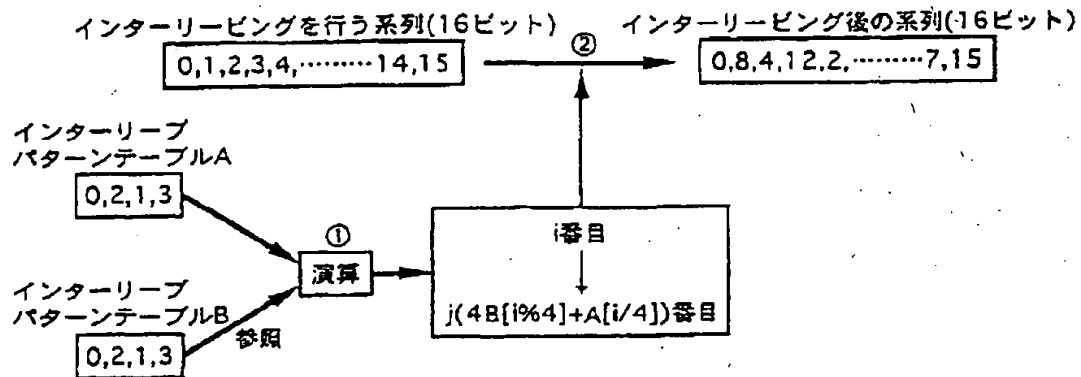 インターリービングを行う系列(16ビット)
0,1,2,3,4,………14,15
②
インターリービング後の系列(16ビット)
0,8,4,12,2,………7,15
インターリーブ
パターンテーブルA
0,2,1,3
①
演算
インターリーブ
パターンテーブルB
0,2,1,3
参照
i番目
j(4B[i%4]+A[i/4])番目